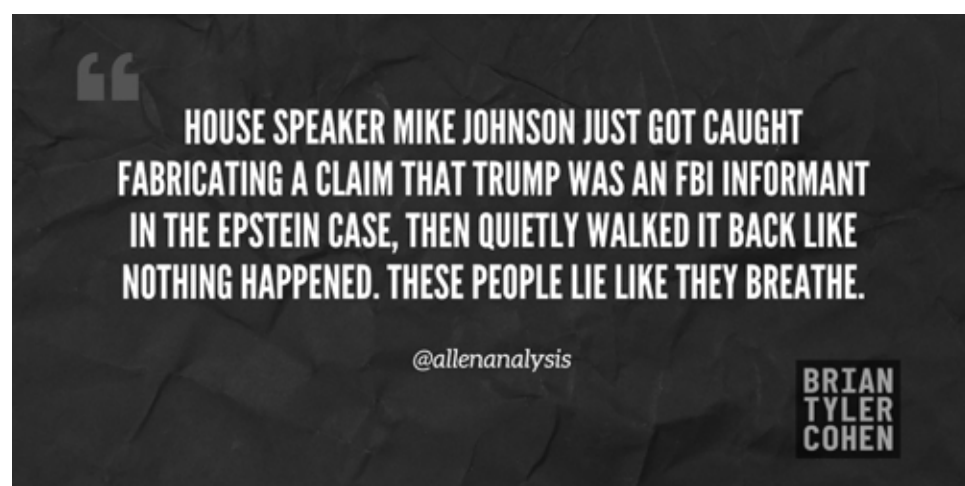 HOUSE SPEAKER MIKE JOHNSON JUST GOT CAUGHT
FABRICATING A CLAIM THAT TRUMP WAS AN FBI INFORMANT
IN THE EPSTEIN CASE, THEN QUIETLY WALKED IT BACK LIKE
NOTHING HAPPENED. THESE PEOPLE LIE LIKE THEY BREATHE.
@allenanalysis
BRIAN
TYLER
COHEN